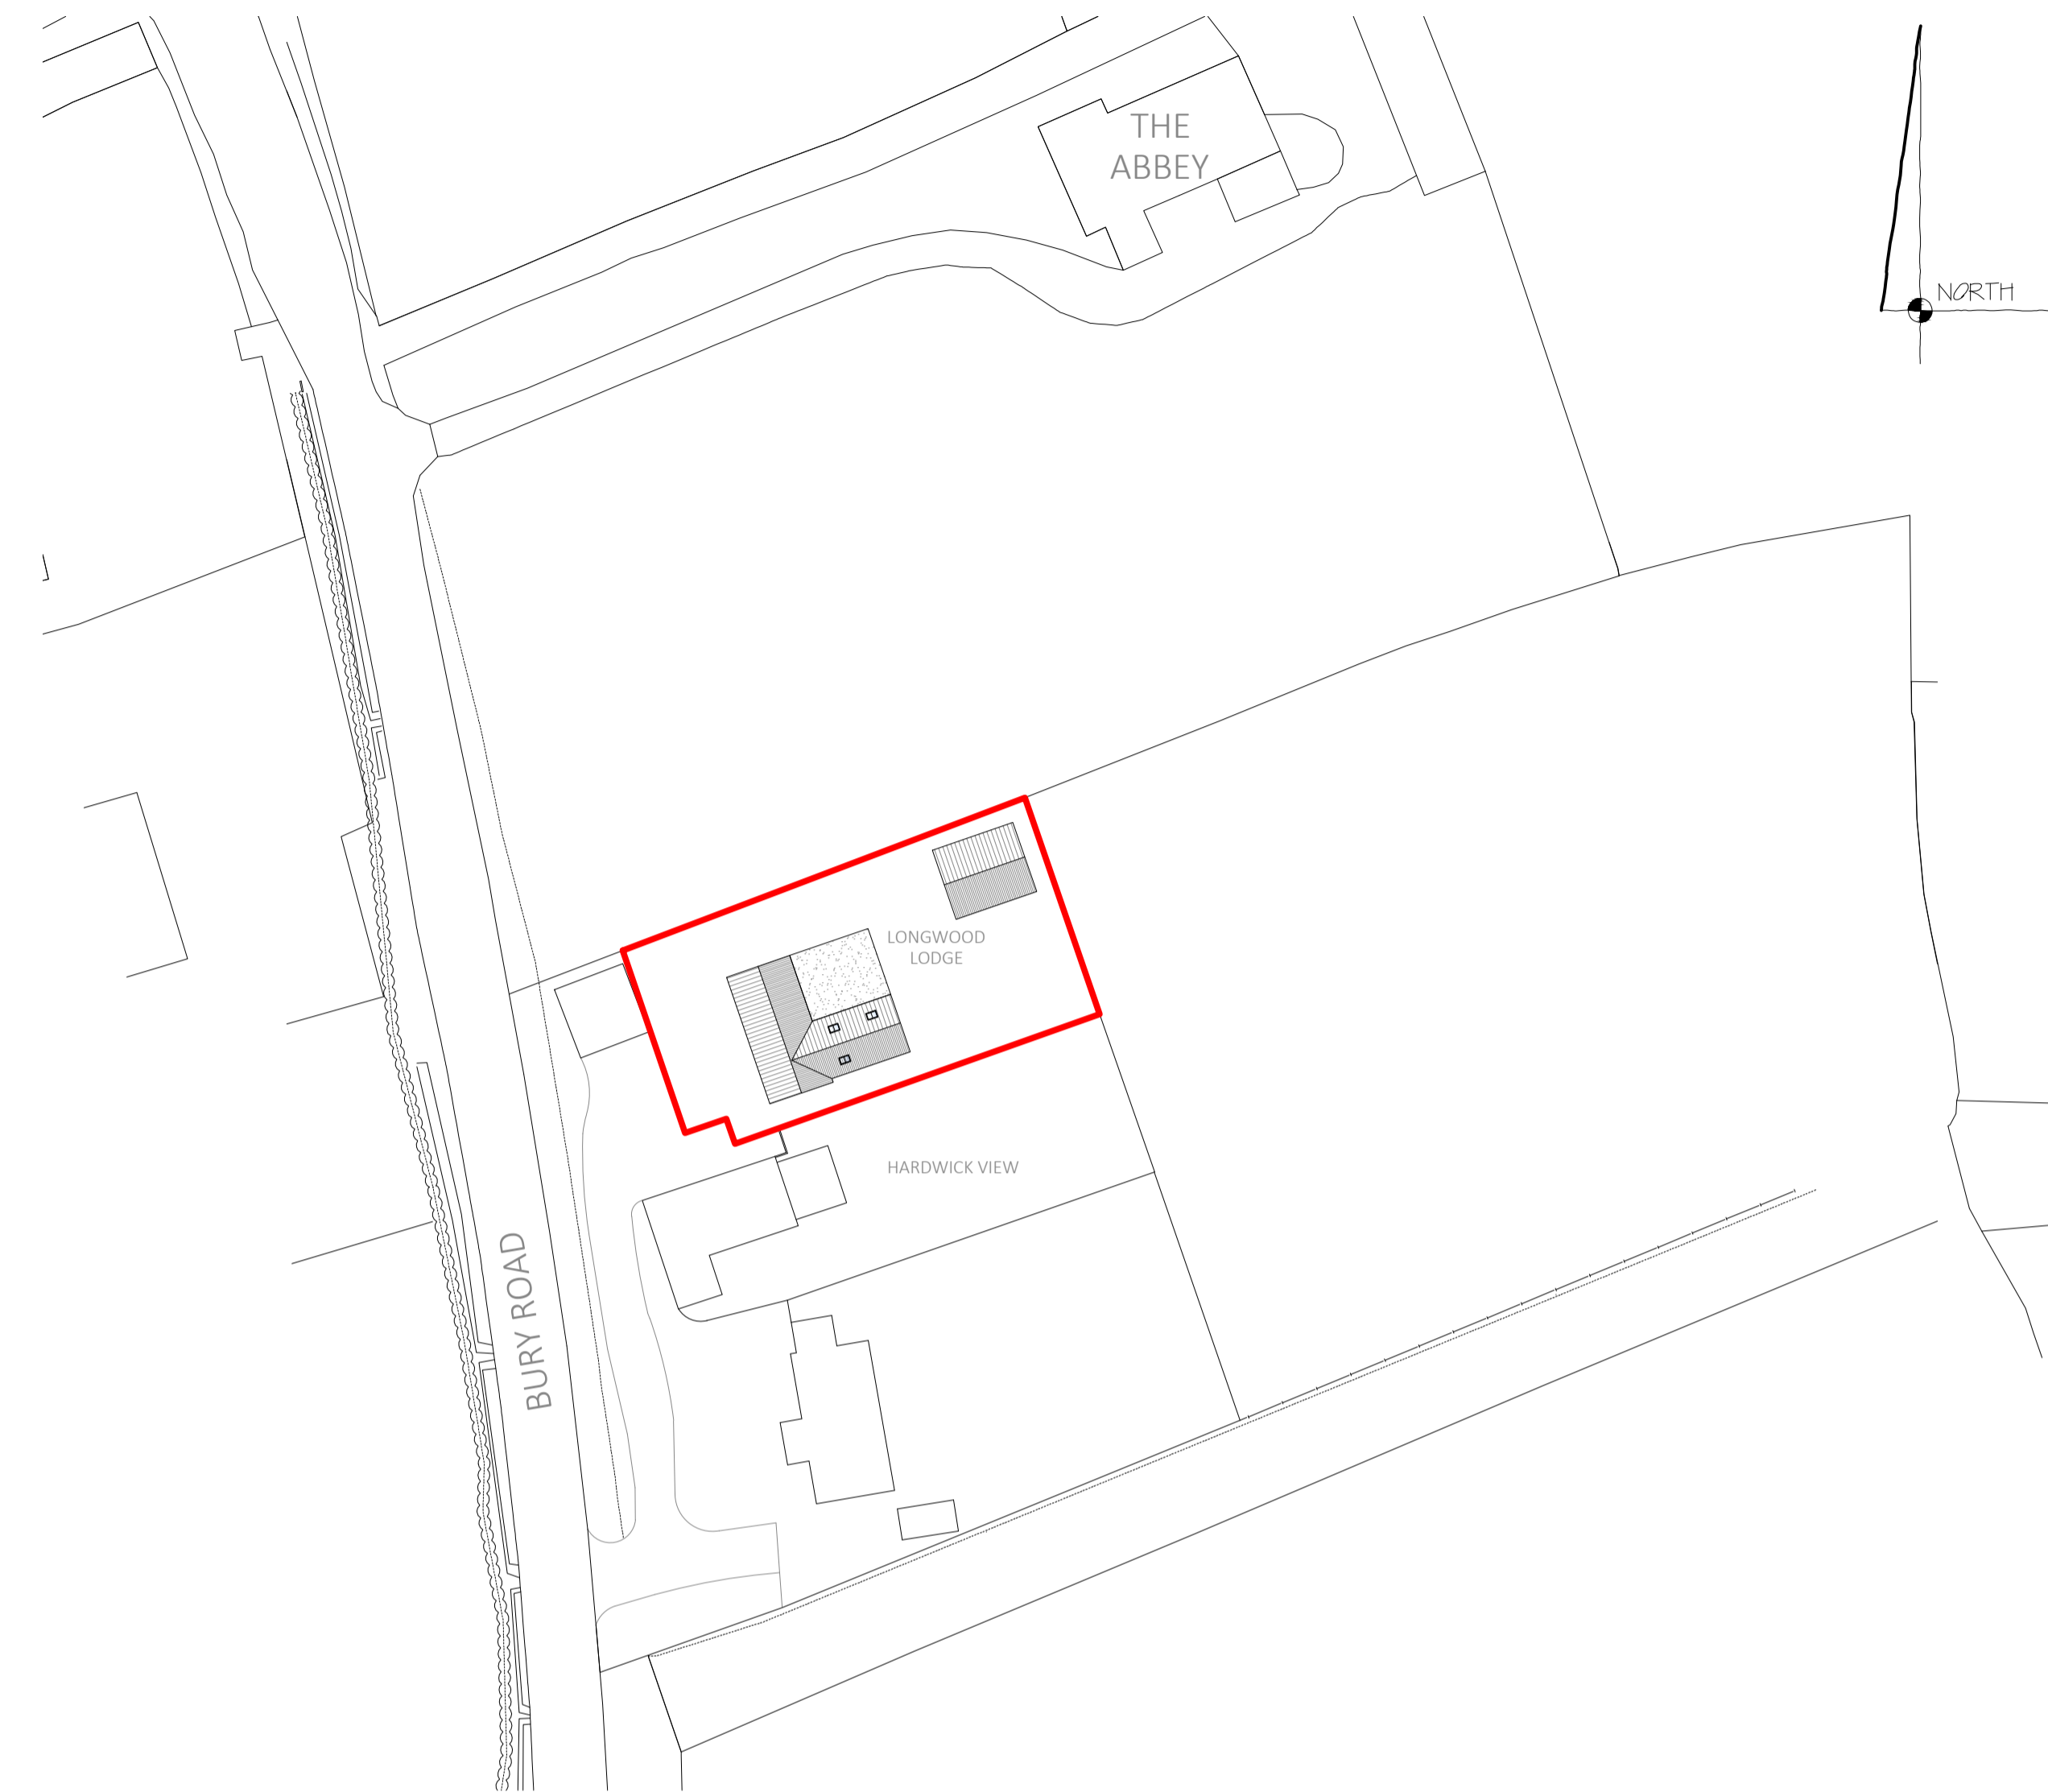 THE
ABBEY
NORTH
LONGWOOD
LODGE
HARDWICK VIEW
BURY ROAD